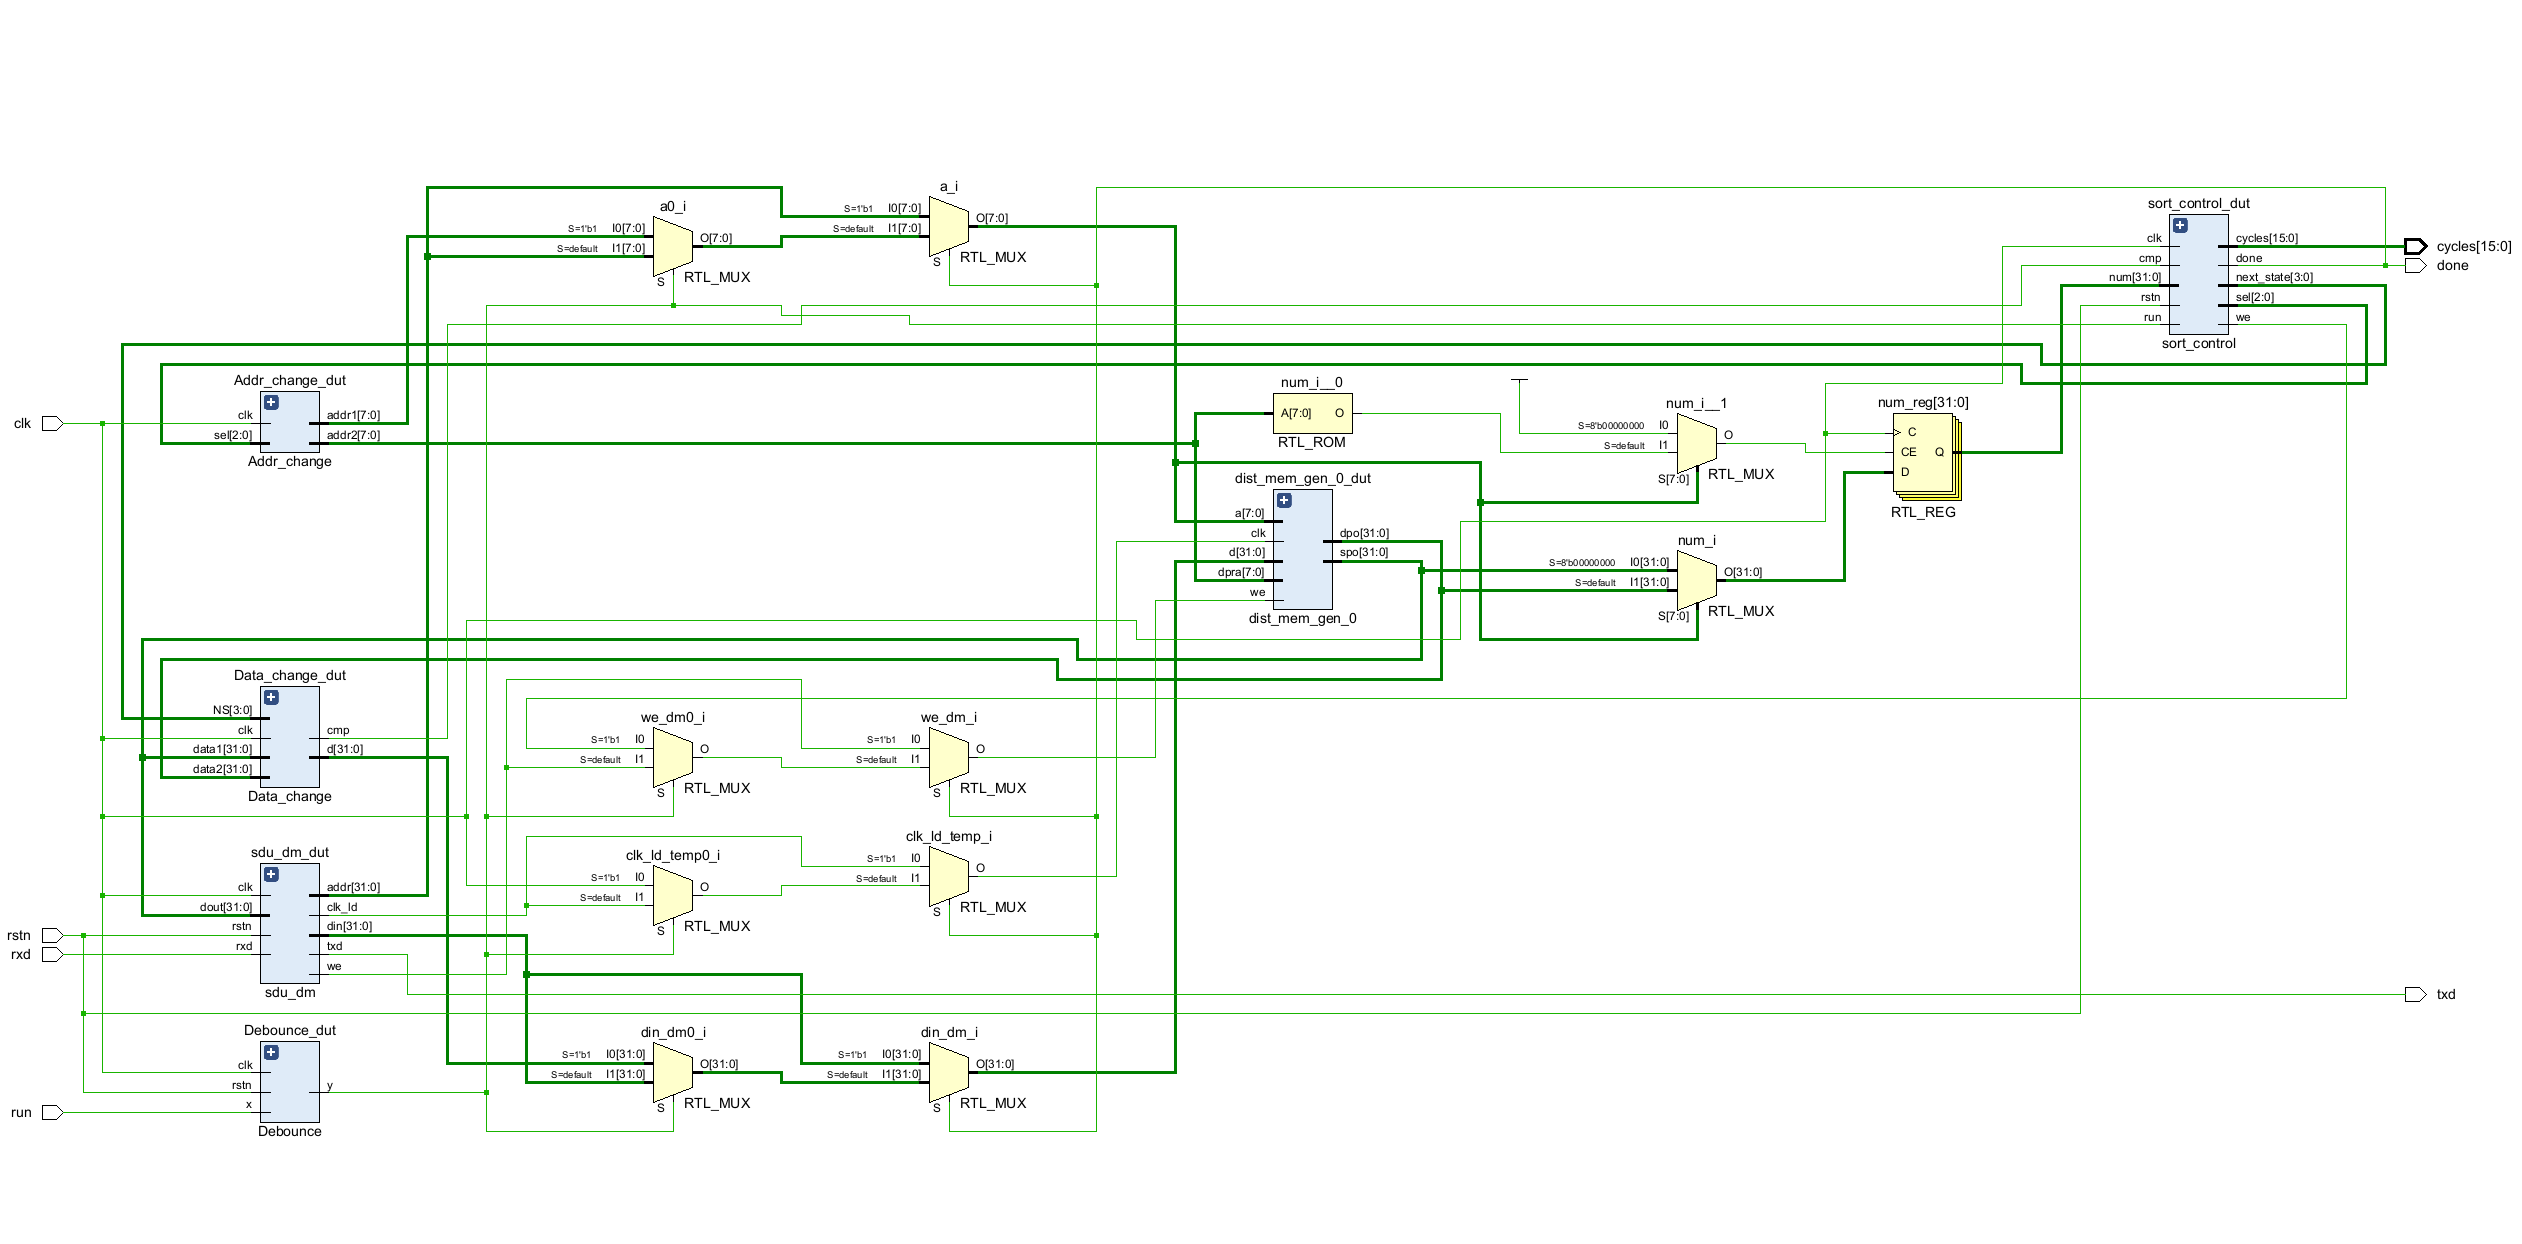 a_i
S=1'b1 I0[7:0]
S=default I1[7:0]
O[7:0]
S
RTL_MUX
a0_i
S=1'b1 I0[7:0]
S=default I1[7:0]
O[7:0]
S
RTL_MUX
sort_control_dut
clk
cmp
num[31:0]
rstn
run
cycles[15:0]
done
next_state[3:0]
sel[2:0]
we
sort_control
cycles[15:0]
done
clk
Addr_change_dut
clk
sel[2:0]
addr1[7:0]
addr2[7:0]
Addr_change
num_i__0
A[7:0] O
RTL_ROM
num_i__1
S=8'b00000000 I0
S=default I1
O
S[7:0]
RTL_MUX
num_reg[31:0]
C
CE
D
Q
RTL_REG
dist_mem_gen_0_dut
a[7:0]
clk
d[31:0]
dpra[7:0]
we
dpo[31:0]
spo[31:0]
dist_mem_gen_0
num_i
S=8'b00000000 I0[31:0]
S=default I1[31:0]
O[31:0]
S[7:0]
RTL_MUX
Data_change_dut
NS[3:0]
clk
data1[31:0]
data2[31:0]
cmp
d[31:0]
Data_change
we_dm0_i
S=1'b1 I0
S=default I1
O
S
RTL_MUX
we_dm_i
S=1'b1 I0
S=default I1
O
S
RTL_MUX
clk_ld_temp0_i
S=1'b1 I0
S=default I1
O
S
RTL_MUX
clk_ld_temp_i
S=1'b1 I0
S=default I1
O
S
RTL_MUX
rstn
rxd
sdu_dm_dut
clk
dout[31:0]
rstn
rxd
addr[31:0]
clk_ld
din[31:0]
txd
we
sdu_dm
txd
run
Debounce_dut
clk
rstn
x
y
Debounce
din_dm0_i
S=1'b1 I0[31:0]
S=default I1[31:0]
O[31:0]
S
RTL_MUX
din_dm_i
S=1'b1 I0[31:0]
S=default I1[31:0]
O[31:0]
S
RTL_MUX